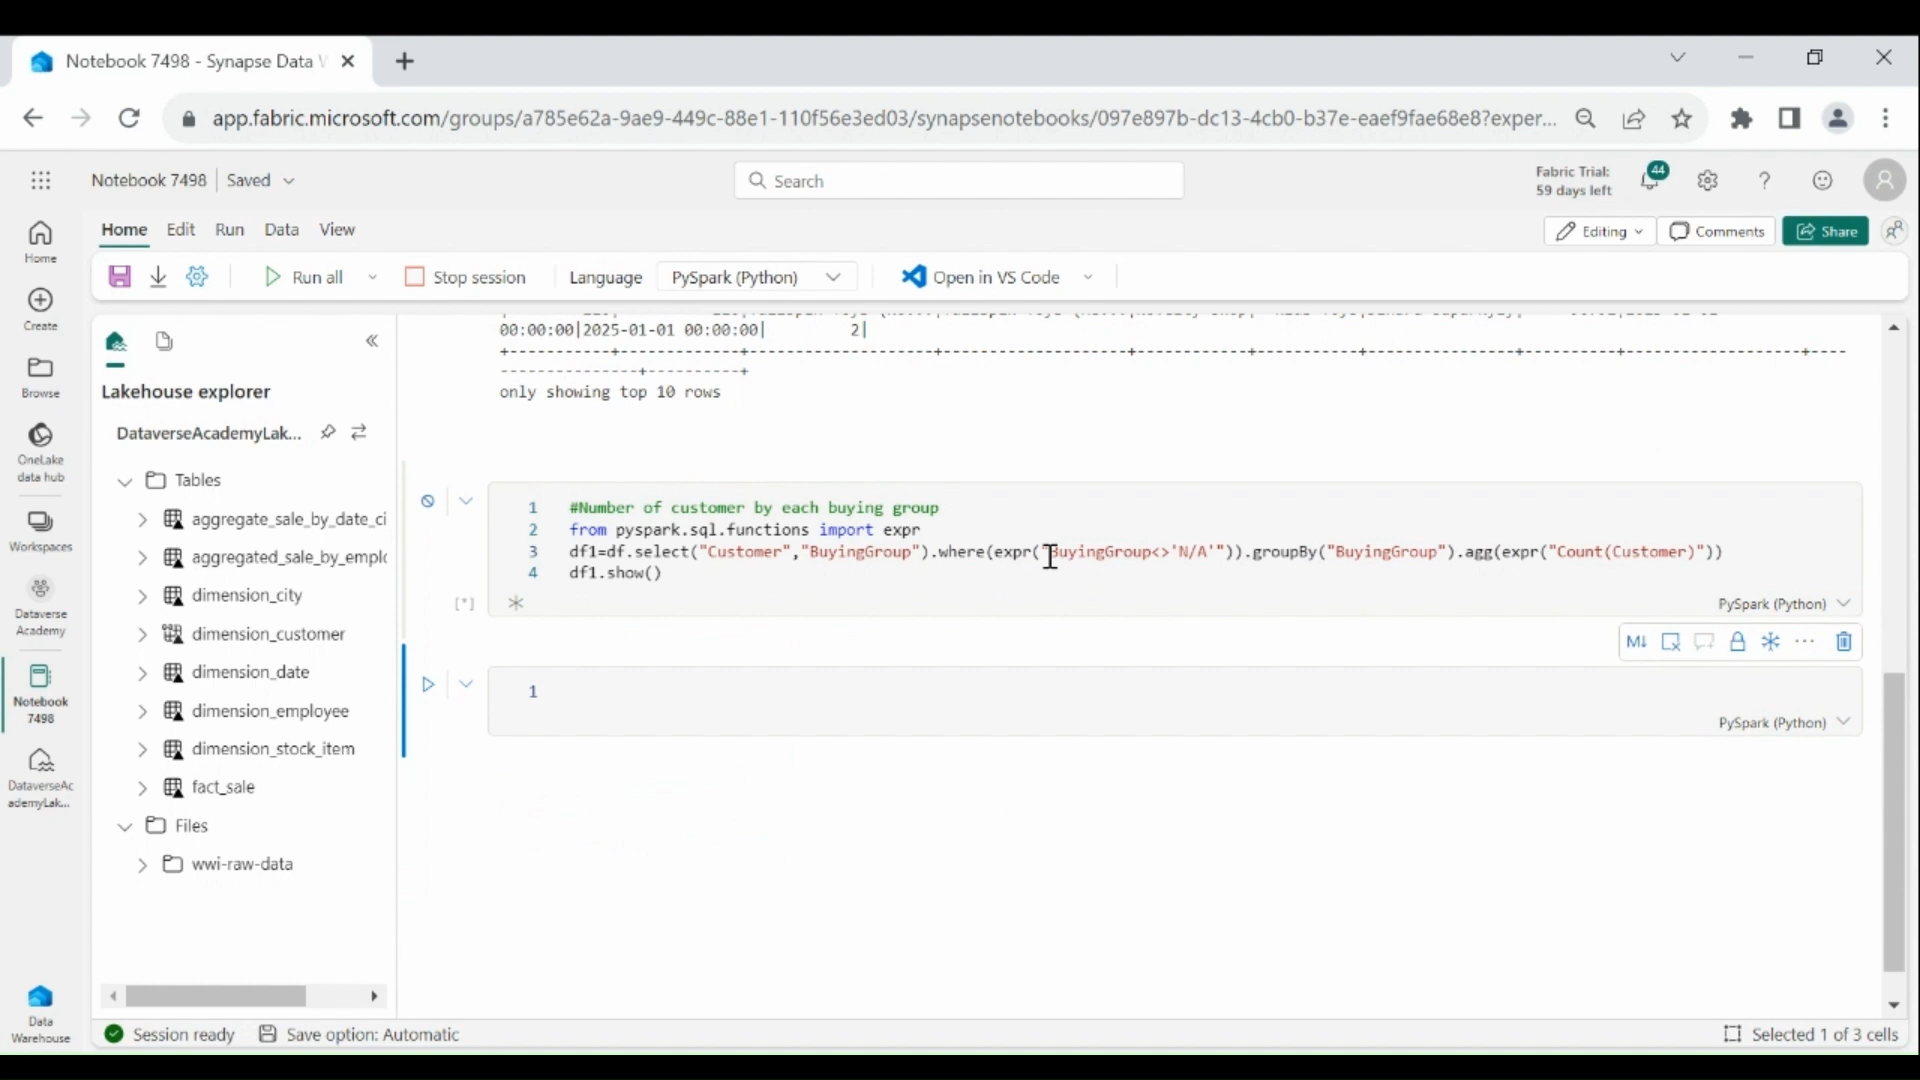 Notebook 7498 - Synapse Data
app.fabric.microsoft.com/groups/a785e62a-9ae9-449c-88e1-110f56e3ed03/synapsenotebooks/097e897b-dc13-4cb0-b37e-eaef9fae68e8?exper...
Notebook 7498
Saved
Search
Fabric Trial:
59 days left
44
Home
Edit
Run
Data
View
Editing
Comments
Share
Run all
Stop session
Language
PySpark (Python)
Open in VS Code
Home
Create
Browse
OneLake
data hub
Workspaces
Dataverse
Academy
Notebook
7498
DataverseAc
ademyLak...
Data
Warehouse
Lakehouse explorer
DataverseAcademyLak...
Tables
aggregate_sale_by_date_ci
aggregated_sale_by_emplo
dimension_city
dimension_customer
dimension_date
dimension_employee
dimension_stock_item
fact_sale
Files
wwi-raw-data
00:00:00|2025-01-01 00:00:00| 2|
+-----------+------------+------------------+------------------+-----------+----------+---------------+---------+-----------------+----
---------------+----------+
only showing top 10 rows
1 #Number of customer by each buying group
2 from pyspark.sql.functions import expr
3 df1=df.select("Customer","BuyingGroup").where(expr("BuyingGroup<>'N/A'")).groupBy("BuyingGroup").agg(expr("Count(Customer)"))
4 df1.show()
[*]
PySpark (Python)
M↓
1
PySpark (Python)
Session ready
Save option: Automatic
Selected 1 of 3 cells